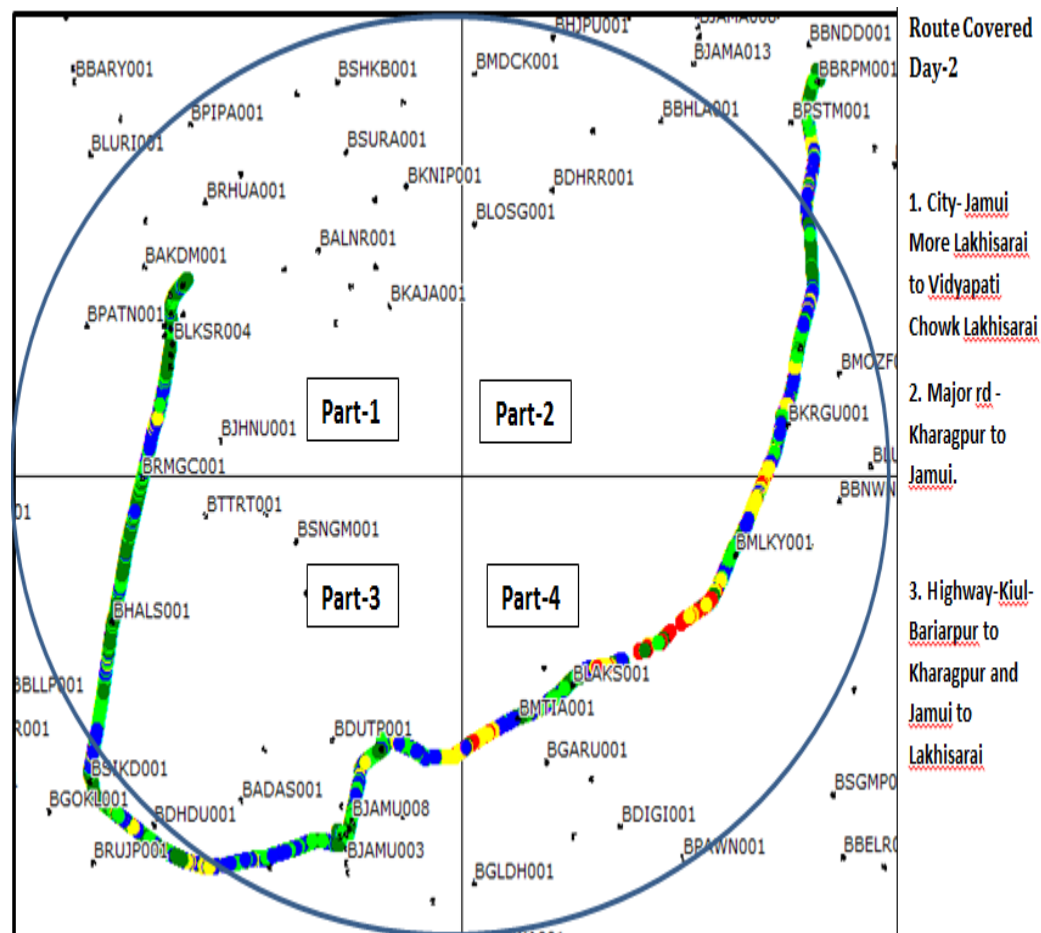 BHJPU001
BBNDD001
BJAMA013
BBARY001
BSHKB001
BMDCK001
BBRPM001
BPIPA001
BBHLA001
BPSTM001
BLURI001
BSURA001
BKNIP001
BDHRR001
BRHUA001
BLOSG001
BALNR001
BAKDM001
BKAJA001
BPATN001
BLKSR004
BKRGU001
Part-1
Part-2
BJHNU001
BRMGC001
BBNWN
BTTRT001
01
BSNGM001
BMLKY001
Part-3
Part-4
BHALS001
BLAKS001
BBLLP001
BMTIA001
R001
BDUTP001
BGARU001
BSIKD001
BGOKL001
BADAS001
BSGMP0
BDHDU001
BJAMU008
BDIGI001
BRUJP001
BJAMU003
BPAWN001
BBELR0
BGLDH001
Route Covered
Day-2
1. City- Jamui
More Lakhisarai
to Vidyapati
Chowk Lakhisarai
2. Major rd -
Kharagpur to
Jamui.
3. Highway-Kiul-
Bariarpur to
Kharagpur and
Jamui to
Lakhisarai